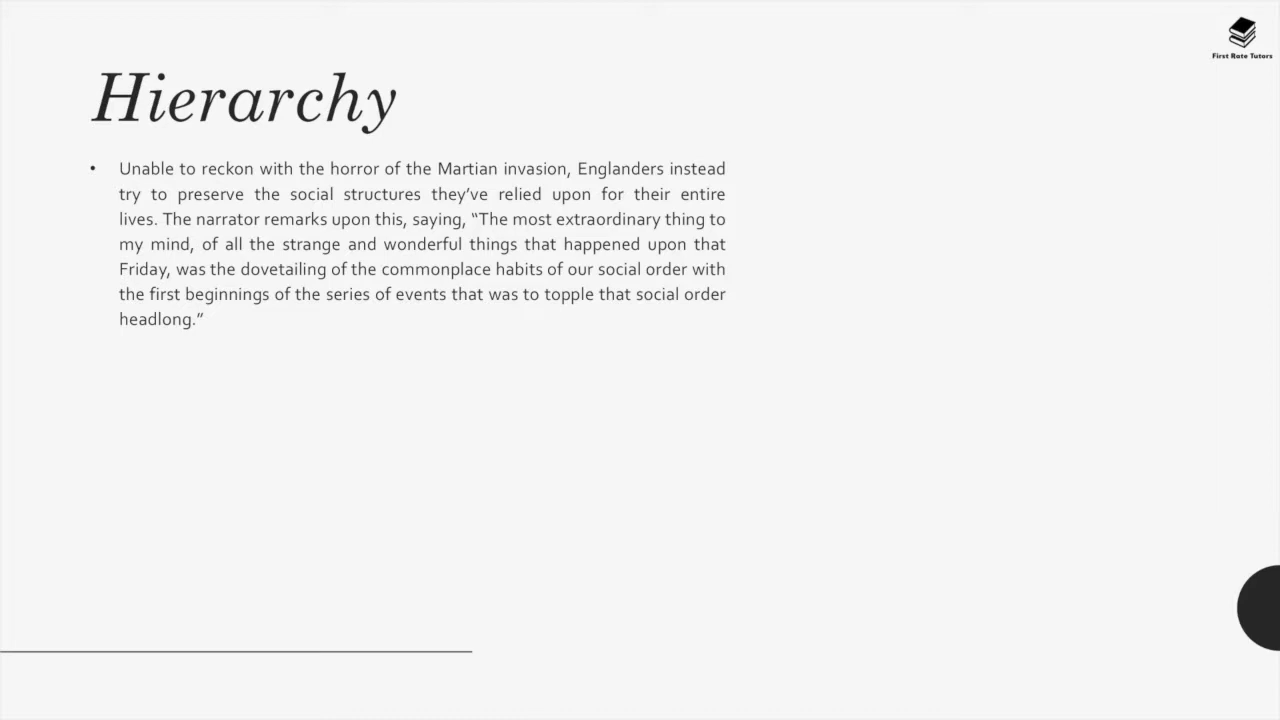 First Rate Tutors
Hierarchy
• Unable to reckon with the horror of the Martian invasion, Englanders instead
try to preserve the social structures they’ve relied upon for their entire
lives. The narrator remarks upon this, saying, “The most extraordinary thing to
my mind, of all the strange and wonderful things that happened upon that
Friday, was the dovetailing of the commonplace habits of our social order with
the first beginnings of the series of events that was to topple that social order
headlong.”